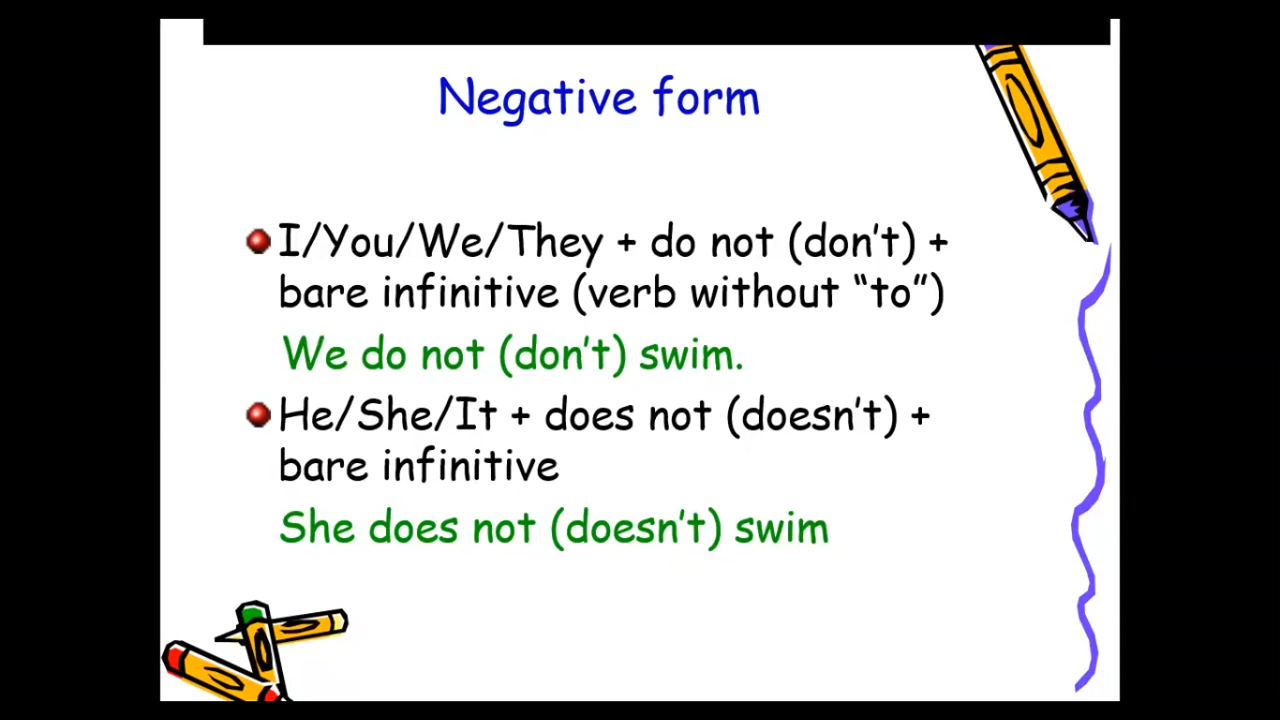 Negative form
I/You/We/They + do not (don’t) +
bare infinitive (verb without “to”)
We do not (don’t) swim.
He/She/It + does not (doesn’t) +
bare infinitive
She does not (doesn’t) swim